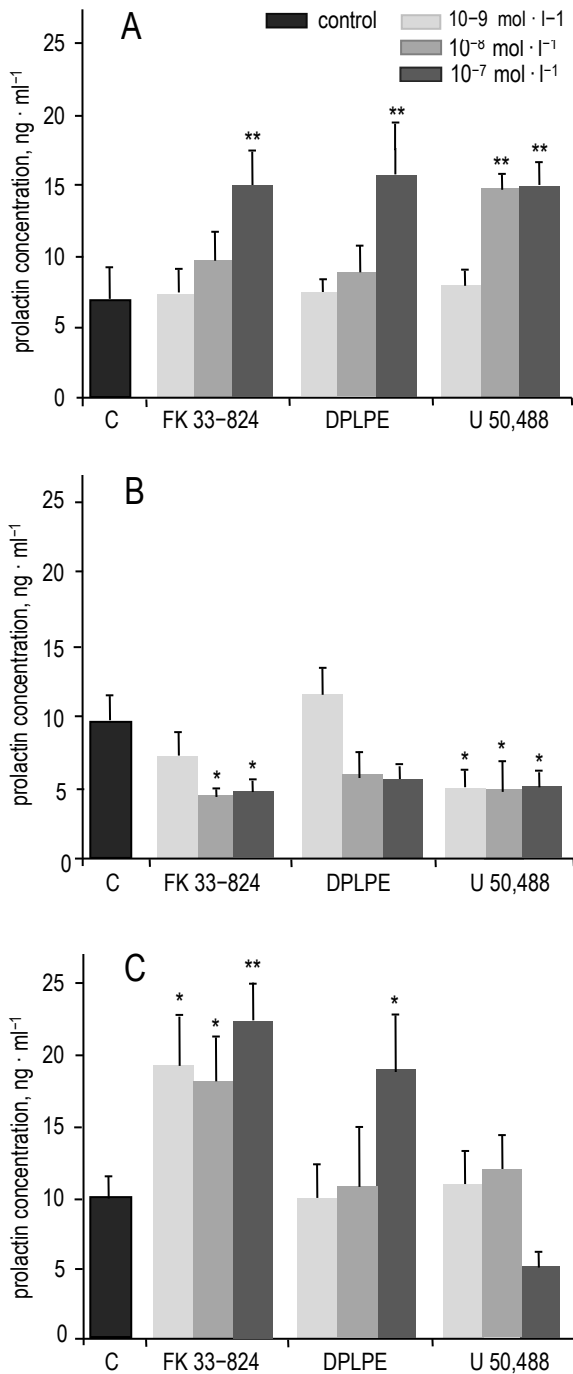 A
control
10−9 mol · l−1
10⁻⁸ mol · l⁻¹
10⁻⁷ mol · l⁻¹
prolactin concentration, ng · ml⁻¹
25
20
15
10
5
0
** ** ** **
C FK 33−824 DPLPE U 50,488
B
prolactin concentration, ng · ml⁻¹
25
20
15
10
5
0
* * * * *
C FK 33−824 DPLPE U 50,488
C
prolactin concentration, ng · ml⁻¹
25
20
15
10
5
0
* * ** *
C FK 33−824 DPLPE U 50,488